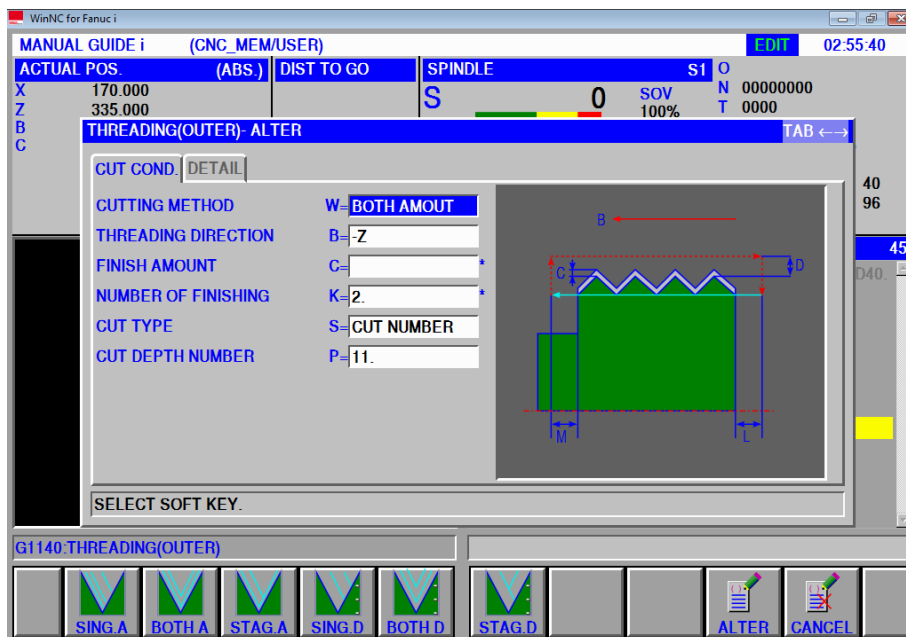 WinNC for Fanuc i
MANUAL GUIDE i (CNC_MEM/USER) EDIT 02:55:40
ACTUAL POS. (ABS.) DIST TO GO SPINDLE S1 O
X 170.000 S 0 SOV N 00000000
Z 335.000 100% T 0000
B THREADING(OUTER)- ALTER TAB ←→
C
CUT COND. DETAIL
40
CUTTING METHOD W=BOTH AMOUT 96
B
THREADING DIRECTION B=-Z
45
FINISH AMOUNT C= * C D D40.
NUMBER OF FINISHING K=2. *
CUT TYPE S=CUT NUMBER
CUT DEPTH NUMBER P=11.
M L
SELECT SOFT KEY.
G1140:THREADING(OUTER)
SING.A BOTH A STAG.A SING.D BOTH D STAG.D ALTER CANCEL